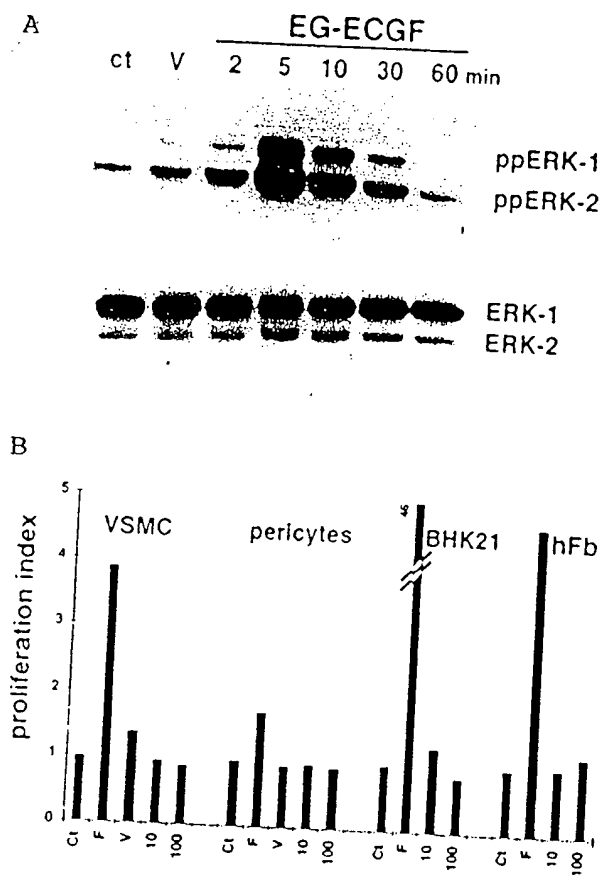 A
EG-ECGF
ct V 2 5 10 30 60 min
ppERK-1
ppERK-2
ERK-1
ERK-2
B
proliferation index
5
4
3
2
1
0
VSMC pericytes BHK21 hFb
Ct F V 10 100 Ct F V 10 100 Ct F 10 100 Ct F 10 100